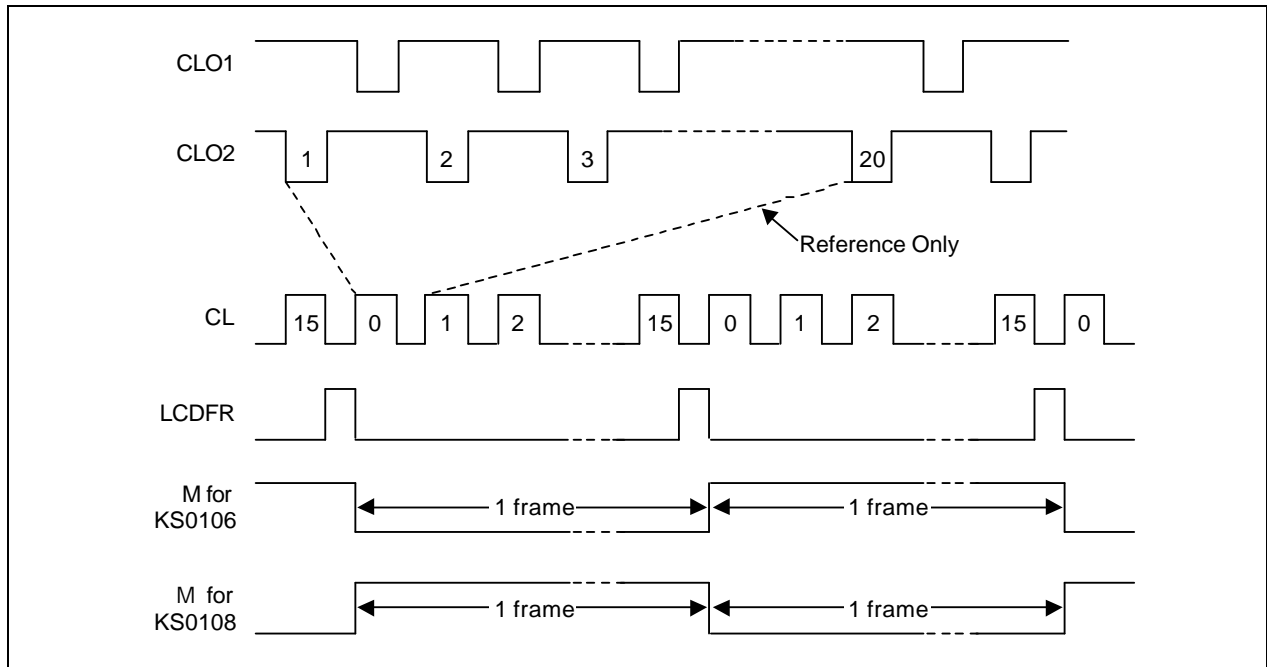 CLO1
CLO2
1 2 3 20
Reference Only
CL
15 0 1 2 15 0 1 2 15 0
LCDFR
M for
KS0106
1 frame 1 frame
M for
KS0108
1 frame 1 frame